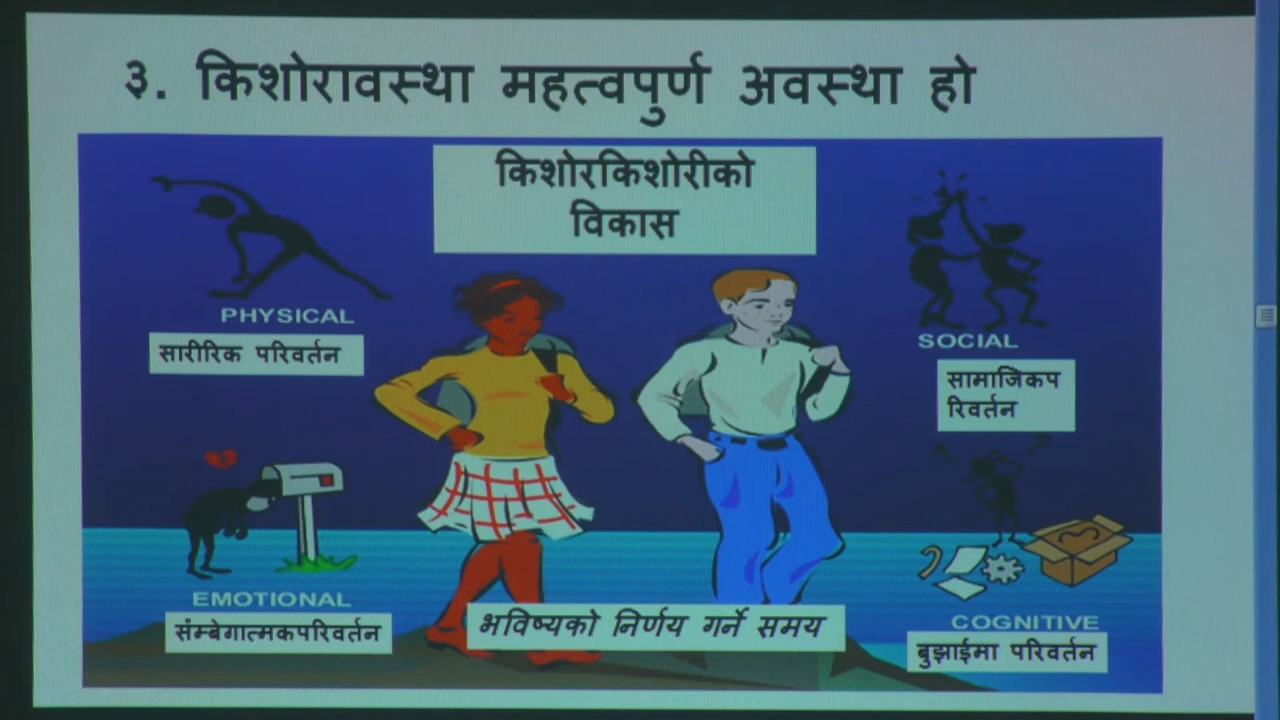 ३. किशोरावस्था महत्वपुर्ण अवस्था हो
किशोरकिशोरीको
विकास
PHYSICAL
सारीरिक परिवर्तन
SOCIAL
सामाजिकप
रिवर्तन
EMOTIONAL
संम्बेगात्मकपरिवर्तन
भविष्यको निर्णय गर्ने समय
COGNITIVE
बुझाईमा परिवर्तन